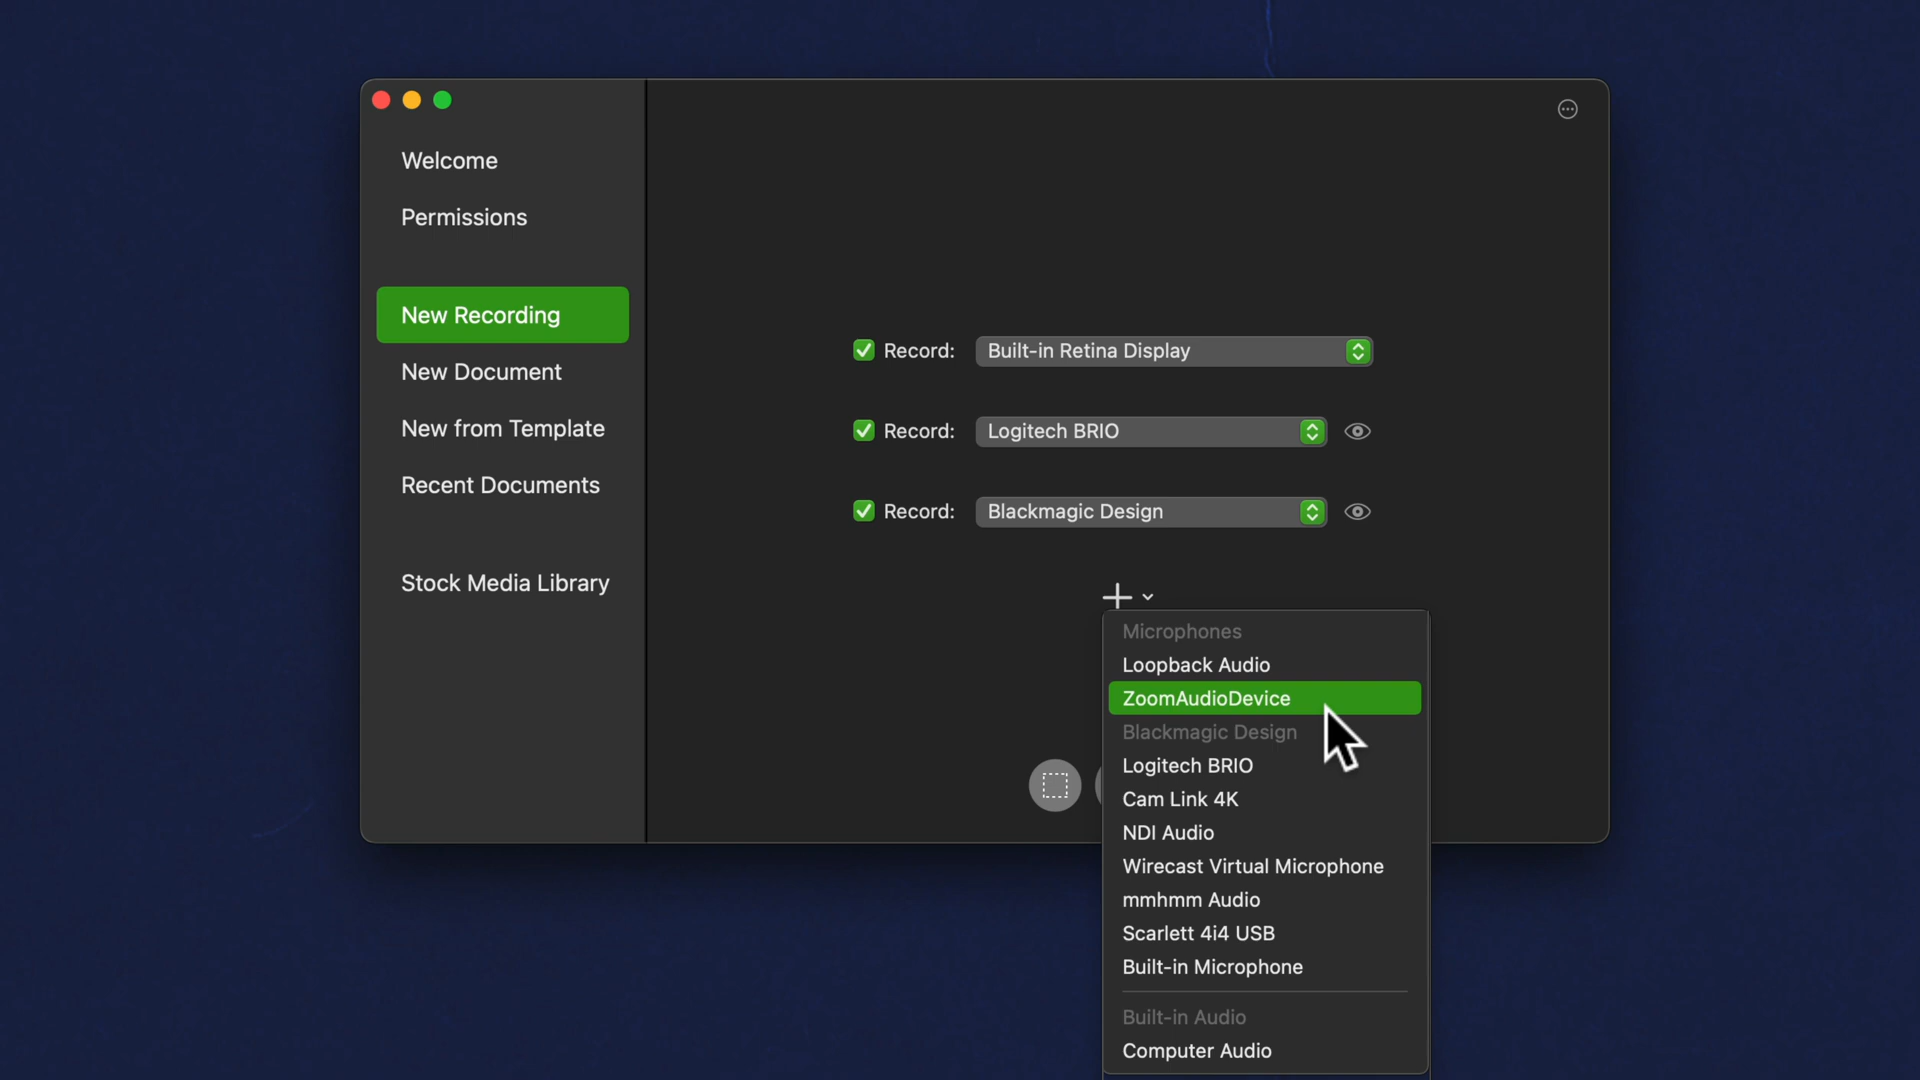 Welcome
Permissions
New Recording
New Document
New from Template
Recent Documents
Stock Media Library
Record: Built-in Retina Display
Record: Logitech BRIO
Record: Blackmagic Design
Microphones
Loopback Audio
ZoomAudioDevice
Blackmagic Design
Logitech BRIO
Cam Link 4K
NDI Audio
Wirecast Virtual Microphone
mmhmm Audio
Scarlett 4i4 USB
Built-in Microphone
Built-in Audio
Computer Audio